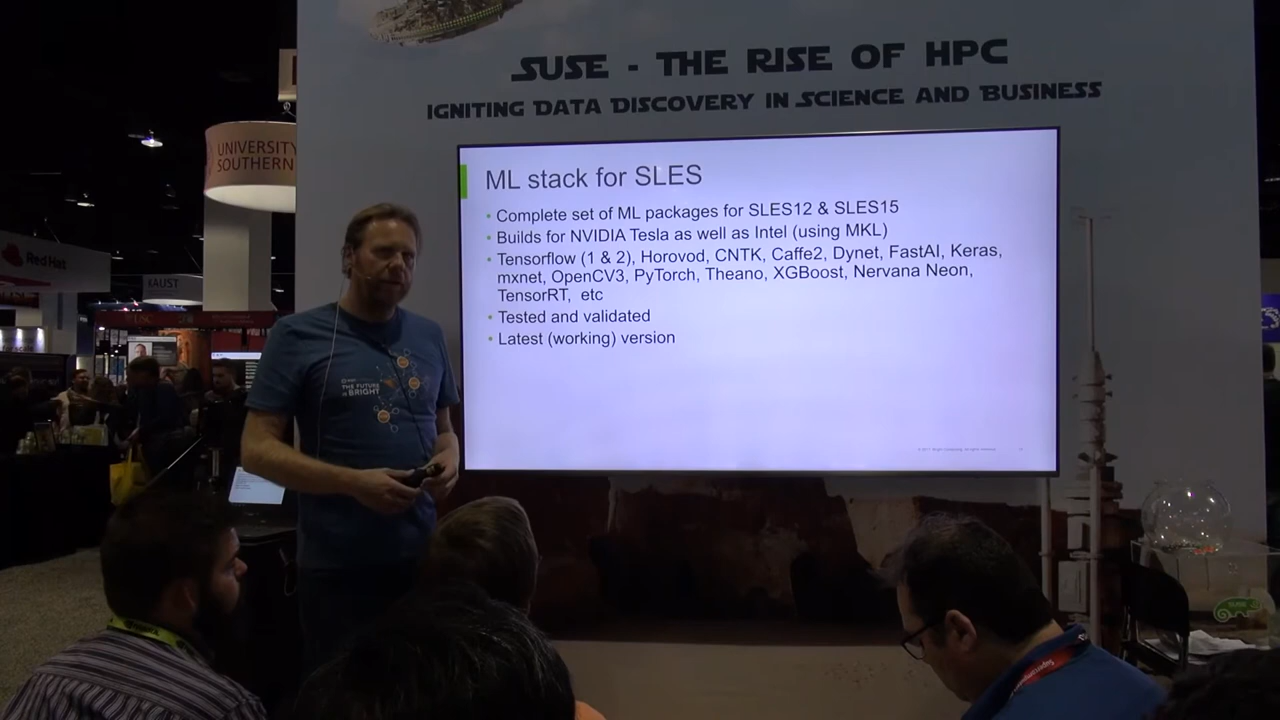 SUSE - THE RISE OF HPC
IGNITING DATA DISCOVERY IN SCIENCE AND BUSINESS
UNIVERSITY
SOUTHERN
Red Hat
KAUST
USC
ML stack for SLES
• Complete set of ML packages for SLES12 & SLES15
• Builds for NVIDIA Tesla as well as Intel (using MKL)
• Tensorflow (1 & 2), Horovod, CNTK, Caffe2, Dynet, FastAI, Keras,
mxnet, OpenCV3, PyTorch, Theano, XGBoost, Nervana Neon,
TensorRT, etc
• Tested and validated
• Latest (working) version
THE FUTURE
IS BRIGHT
SUSE